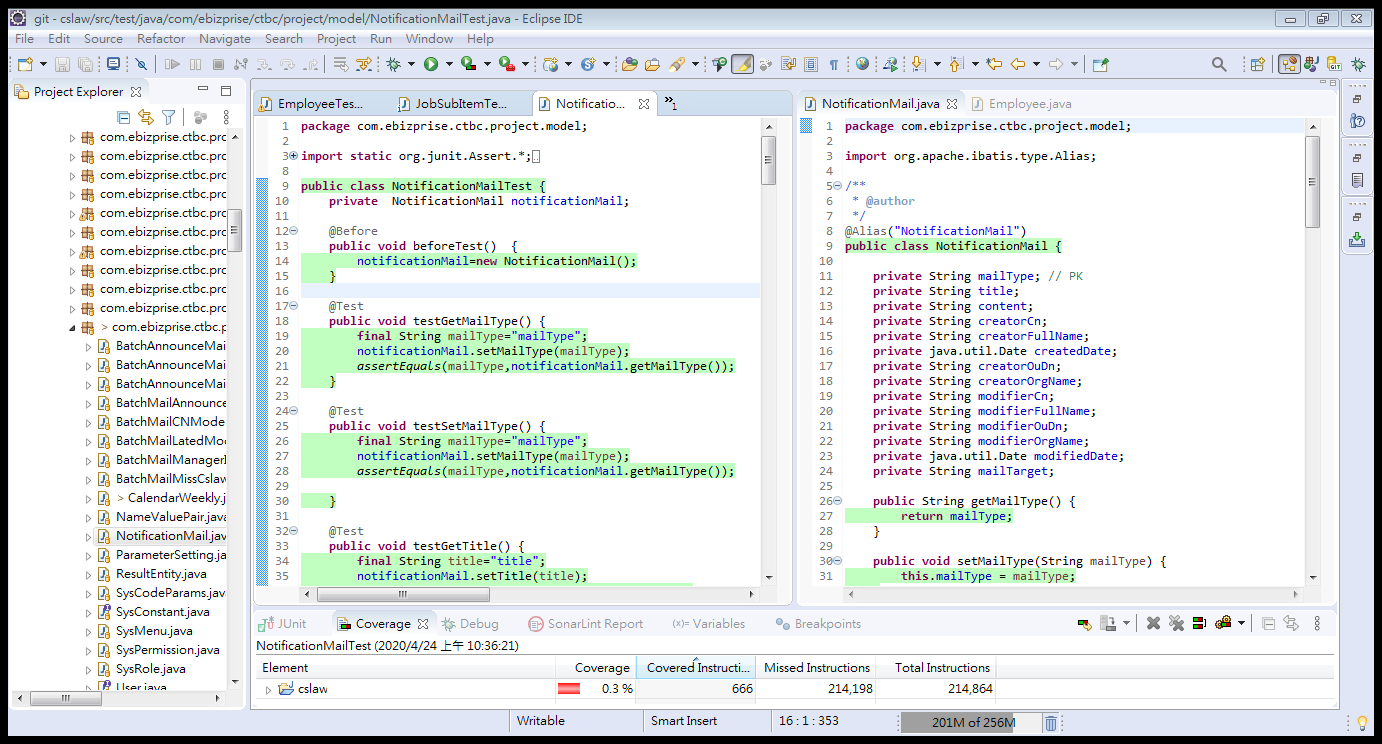 git - cslaw/src/test/java/com/ebizprise/ctbc/project/model/NotificationMailTest.java - Eclipse IDE
File Edit Source Refactor Navigate Search Project Run Window Help
Project Explorer
com.ebizprise.ctbc.prc
com.ebizprise.ctbc.prc
com.ebizprise.ctbc.prc
com.ebizprise.ctbc.prc
com.ebizprise.ctbc.prc
com.ebizprise.ctbc.prc
com.ebizprise.ctbc.prc
com.ebizprise.ctbc.prc
com.ebizprise.ctbc.prc
com.ebizprise.ctbc.prc
> com.ebizprise.ctbc.p
BatchAnnounceMai
BatchAnnounceMai
BatchAnnounceMai
BatchMailAnnounce
BatchMailCNMode
BatchMailLatedMo
BatchMailManagerI
BatchMailMissCslaw
> CalendarWeekly.j
NameValuePair.java
NotificationMail.jav
ParameterSetting.ja
ResultEntity.java
SysCodeParams.jav
SysConstant.java
SysMenu.java
SysPermission.java
SysRole.java
User.java
EmployeeTes... JobSubItemTe... Notificatio... »1
1 package com.ebizprise.ctbc.project.model;
2
3 import static org.junit.Assert.*;
8
9 public class NotificationMailTest {
10 private  NotificationMail notificationMail;
11
12 @Before
13 public void beforeTest()  {
14 notificationMail=new NotificationMail();
15 }
16
17 @Test
18 public void testGetMailType() {
19 final String mailType="mailType";
20 notificationMail.setMailType(mailType);
21 assertEquals(mailType,notificationMail.getMailType());
22 }
23
24 @Test
25 public void testSetMailType() {
26 final String mailType="mailType";
27 notificationMail.setMailType(mailType);
28 assertEquals(mailType,notificationMail.getMailType());
29
30 }
31
32 @Test
33 public void testGetTitle() {
34 final String title="title";
35 notificationMail.setTitle(title);
NotificationMail.java Employee.java
1 package com.ebizprise.ctbc.project.model;
2
3 import org.apache.ibatis.type.Alias;
4
5 /**
6 * @author
7 */
8 @Alias("NotificationMail")
9 public class NotificationMail {
10
11 private String mailType; // PK
12 private String title;
13 private String content;
14 private String creatorCn;
15 private String creatorFullName;
16 private java.util.Date createdDate;
17 private String creatorOuDn;
18 private String creatorOrgName;
19 private String modifierCn;
20 private String modifierFullName;
21 private String modifierOuDn;
22 private String modifierOrgName;
23 private java.util.Date modifiedDate;
24 private String mailTarget;
25
26 public String getMailType() {
27 return mailType;
28 }
29
30 public void setMailType(String mailType) {
31 this.mailType = mailType;
JUnit Coverage Debug SonarLint Report (x)= Variables Breakpoints
NotificationMailTest (2020/4/24 上午 10:36:21)
Element Coverage Covered Instructi... Missed Instructions Total Instructions
cslaw 0.3 % 666 214,198 214,864
Writable Smart Insert 16 : 1 : 353 201M of 256M